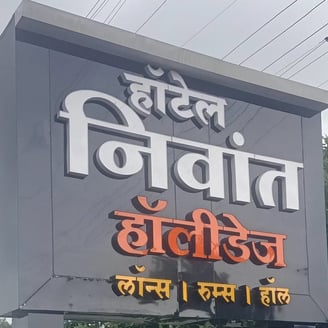 हॉटेल
निवांत
हॉलीडेज
लॉन्स । रुम्स । हॉल